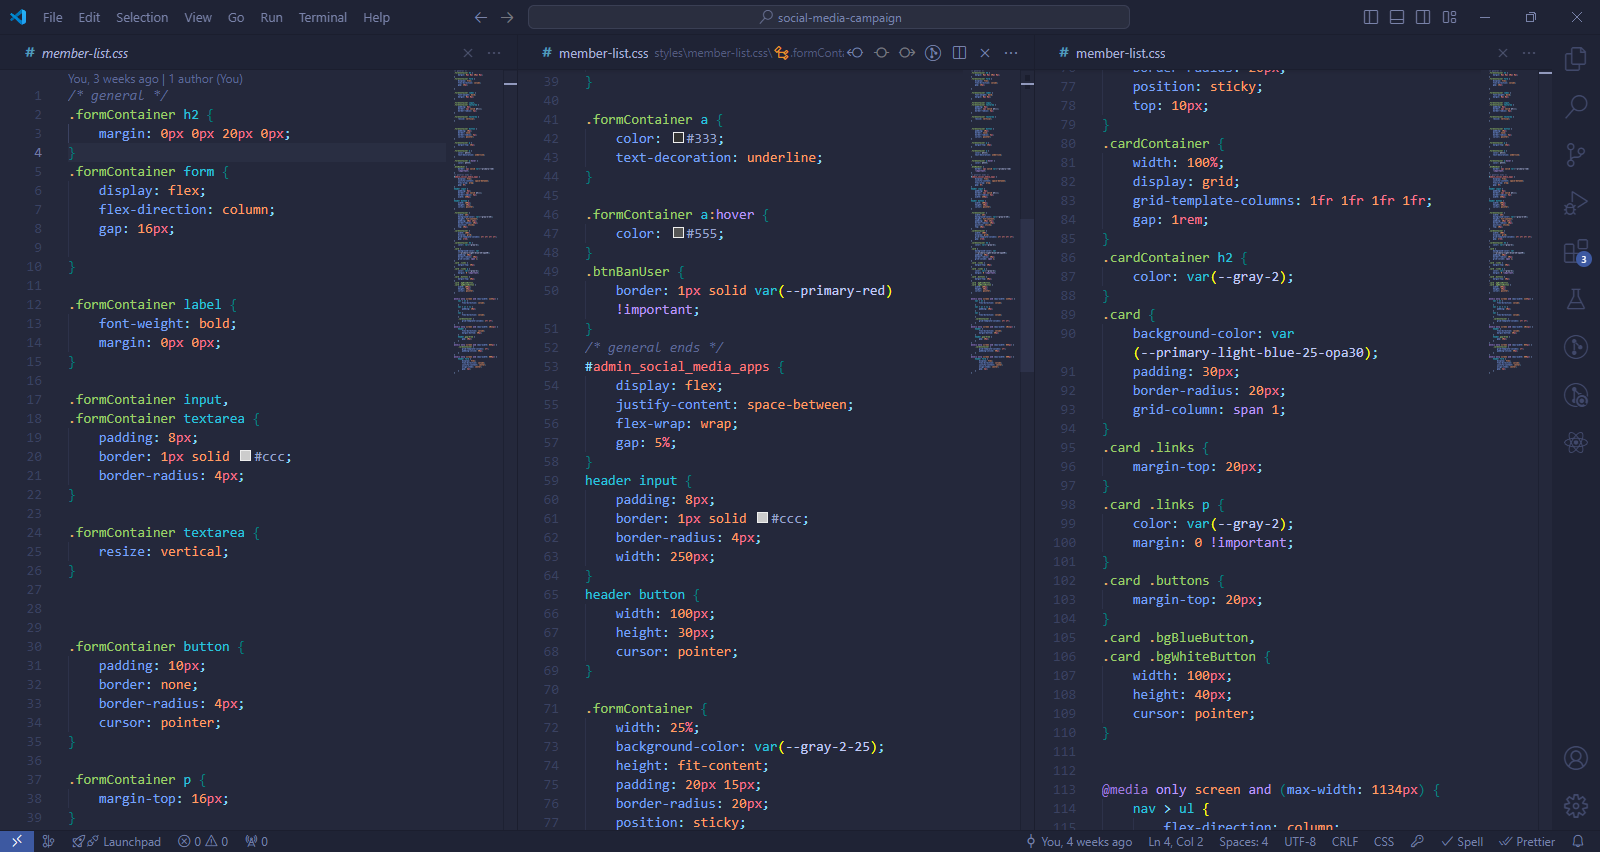 File Edit Selection View Go Run Terminal Help
social-media-campaign
# member-list.css
You, 3 weeks ago | 1 author (You)
1 /* general */
2 .formContainer h2 {
3 margin: 0px 0px 20px 0px;
4 }
5 .formContainer form {
6 display: flex;
7 flex-direction: column;
8 gap: 16px;
9
10 }
11
12 .formContainer label {
13 font-weight: bold;
14 margin: 0px 0px;
15 }
16
17 .formContainer input,
18 .formContainer textarea {
19 padding: 8px;
20 border: 1px solid #ccc;
21 border-radius: 4px;
22 }
23
24 .formContainer textarea {
25 resize: vertical;
26 }
27
28
29
30 .formContainer button {
31 padding: 10px;
32 border: none;
33 border-radius: 4px;
34 cursor: pointer;
35 }
36
37 .formContainer p {
38 margin-top: 16px;
39 }
# member-list.css styles\member-list.css\ .formCont
39 }
40
41 .formContainer a {
42 color: #333;
43 text-decoration: underline;
44 }
45
46 .formContainer a:hover {
47 color: #555;
48 }
49 .btnBanUser {
50 border: 1px solid var(--primary-red)
!important;
51 }
52 /* general ends */
53 #admin_social_media_apps {
54 display: flex;
55 justify-content: space-between;
56 flex-wrap: wrap;
57 gap: 5%;
58 }
59 header input {
60 padding: 8px;
61 border: 1px solid #ccc;
62 border-radius: 4px;
63 width: 250px;
64 }
65 header button {
66 width: 100px;
67 height: 30px;
68 cursor: pointer;
69 }
70
71 .formContainer {
72 width: 25%;
73 background-color: var(--gray-2-25);
74 height: fit-content;
75 padding: 20px 15px;
76 border-radius: 20px;
77 position: sticky;
# member-list.css
76 border-radius: 20px;
77 position: sticky;
78 top: 10px;
79 }
80 .cardContainer {
81 width: 100%;
82 display: grid;
83 grid-template-columns: 1fr 1fr 1fr 1fr;
84 gap: 1rem;
85 }
86 .cardContainer h2 {
87 color: var(--gray-2);
88 }
89 .card {
90 background-color: var
(--primary-light-blue-25-opa30);
91 padding: 30px;
92 border-radius: 20px;
93 grid-column: span 1;
94 }
95 .card .links {
96 margin-top: 20px;
97 }
98 .card .links p {
99 color: var(--gray-2);
100 margin: 0 !important;
101 }
102 .card .buttons {
103 margin-top: 20px;
104 }
105 .card .bgBlueButton,
106 .card .bgWhiteButton {
107 width: 100px;
108 height: 40px;
109 cursor: pointer;
110 }
111
112
113 @media only screen and (max-width: 1134px) {
114 nav > ul {
115 flex-direction: column;
3
Launchpad 0 0 0
You, 4 weeks ago Ln 4, Col 2 Spaces: 4 UTF-8 CRLF CSS Spell Prettier